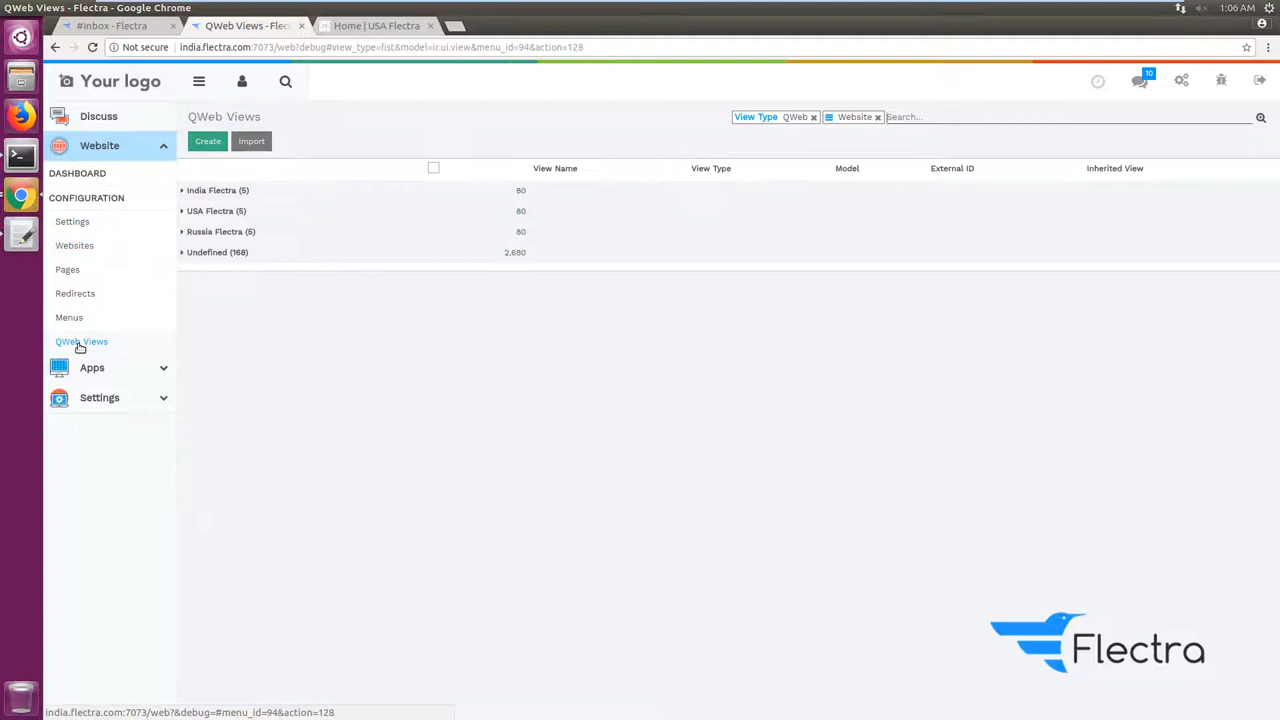 QWeb Views - Flectra - Google Chrome
1:06 AM
#Inbox - Flectra
QWeb Views - Flec
Home | USA Flectra
Not secure
india.flectra.com:7073/web?debug#view_type=list&model=ir.ui.view&menu_id=94&action=128
Your logo
10
Discuss
Website
DASHBOARD
CONFIGURATION
Settings
Websites
Pages
Redirects
Menus
QWeb Views
Apps
Settings
QWeb Views
View Type QWeb
Website
Search...
Create
Import
View Name View Type Model External ID Inherited View
India Flectra (5) 80
USA Flectra (5) 80
Russia Flectra (5) 80
Undefined (168) 2,680
Flectra
india.flectra.com:7073/web?&debug=#menu_id=94&action=128